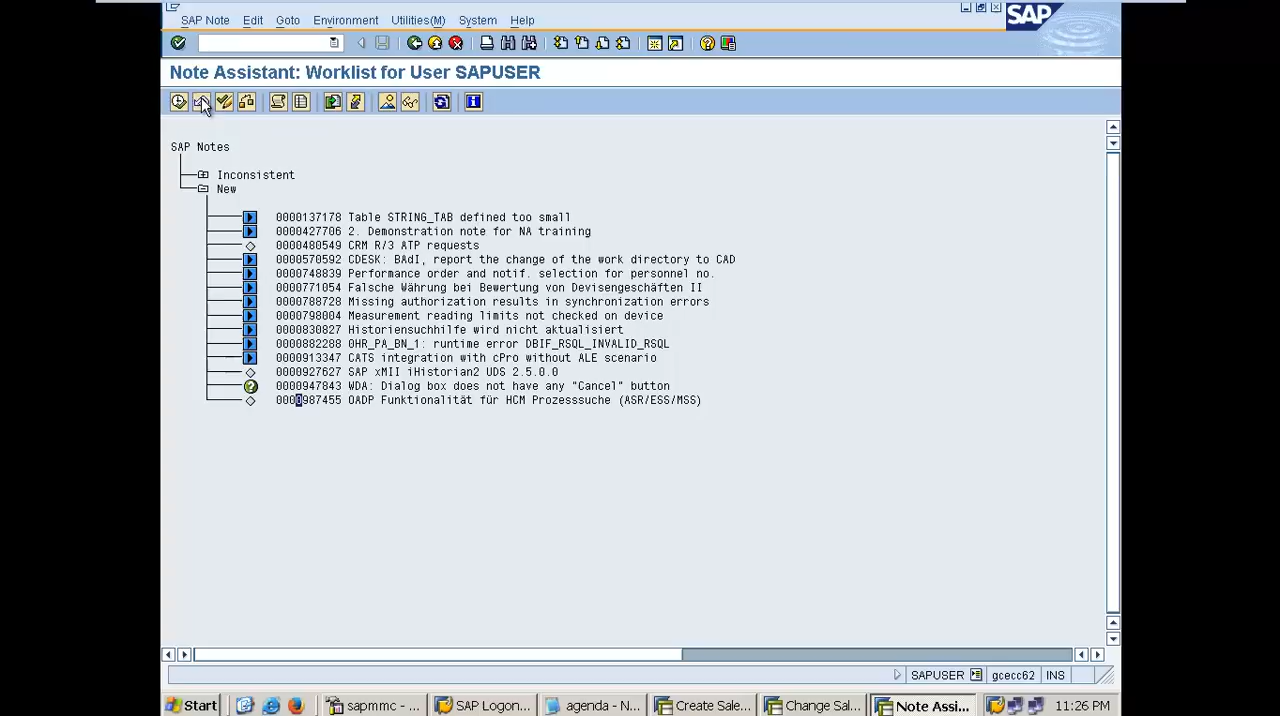 SAP Note Edit Goto Environment Utilities(M) System Help
SAP
Note Assistant: Worklist for User SAPUSER
SAP Notes
Inconsistent
New
0000137178 Table STRING_TAB defined too small
0000427706 2. Demonstration note for NA training
0000480549 CRM R/3 ATP requests
0000570592 CDESK: BAdI, report the change of the work directory to CAD
0000748839 Performance order and notif. selection for personnel no.
0000771054 Falsche Währung bei Bewertung von Devisengeschäften II
0000788728 Missing authorization results in synchronization errors
0000798004 Measurement reading limits not checked on device
0000830827 Historiensuchhilfe wird nicht aktualisiert
0000882288 0HR_PA_BN_1: runtime error DBIF_RSQL_INVALID_RSQL
0000913347 CATS integration with cPro without ALE scenario
0000927627 SAP xMII iHistorian2 UDS 2.5.0.0
0000947843 WDA: Dialog box does not have any "Cancel" button
0000987455 OADP Funktionalität für HCM Prozesssuche (ASR/ESS/MSS)
SAPUSER gcecc62 INS
Start sapmmc - ... SAP Logon... agenda - N... Create Sale... Change Sal... Note Assi... 11:26 PM